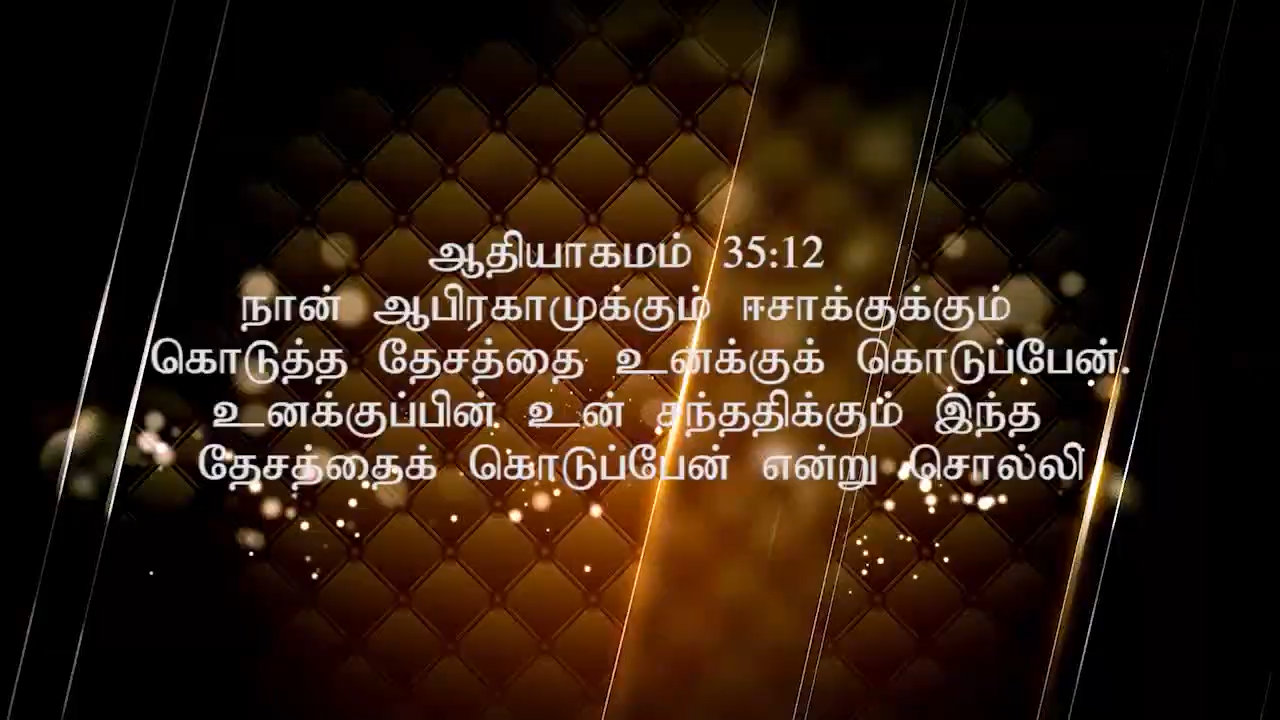 ஆதியாகமம் 35:12
நான் ஆபிரகாமுக்கும் ஈசாக்குக்கும்
கொடுத்த தேசத்தை உனக்குக் கொடுப்பேன்.
உனக்குப்பின் உன் சந்ததிக்கும் இந்த
தேசத்தைக் கொடுப்பேன் என்று சொல்லி